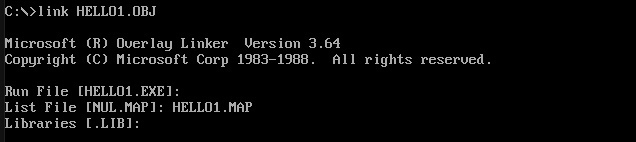 C:\>link HELLO1.OBJ
Microsoft (R) Overlay Linker  Version 3.64
Copyright (C) Microsoft Corp 1983-1988.  All rights reserved.
Run File [HELLO1.EXE]:
List File [NUL.MAP]: HELLO1.MAP
Libraries [.LIB]: